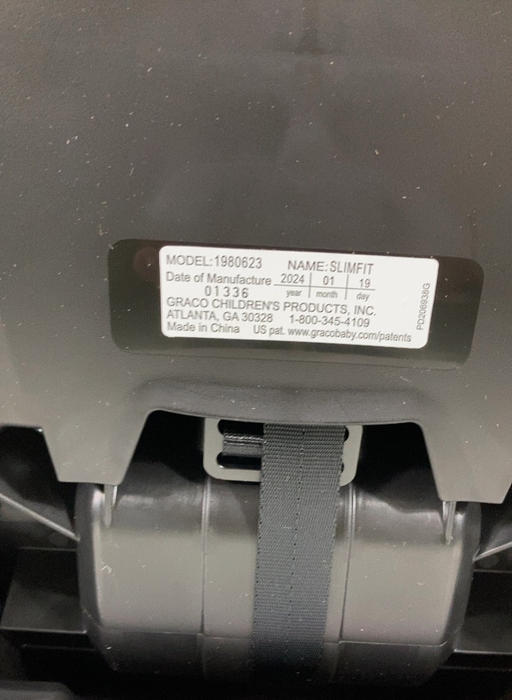 MODEL:1980623 NAME:SLIMFIT
Date of Manufacture 2024 01 19
01336 year month day
GRACO CHILDREN'S PRODUCTS, INC.
ATLANTA, GA 30328 1-800-345-4109
Made in China US pat. www.gracobaby.com/patents
PD206938G